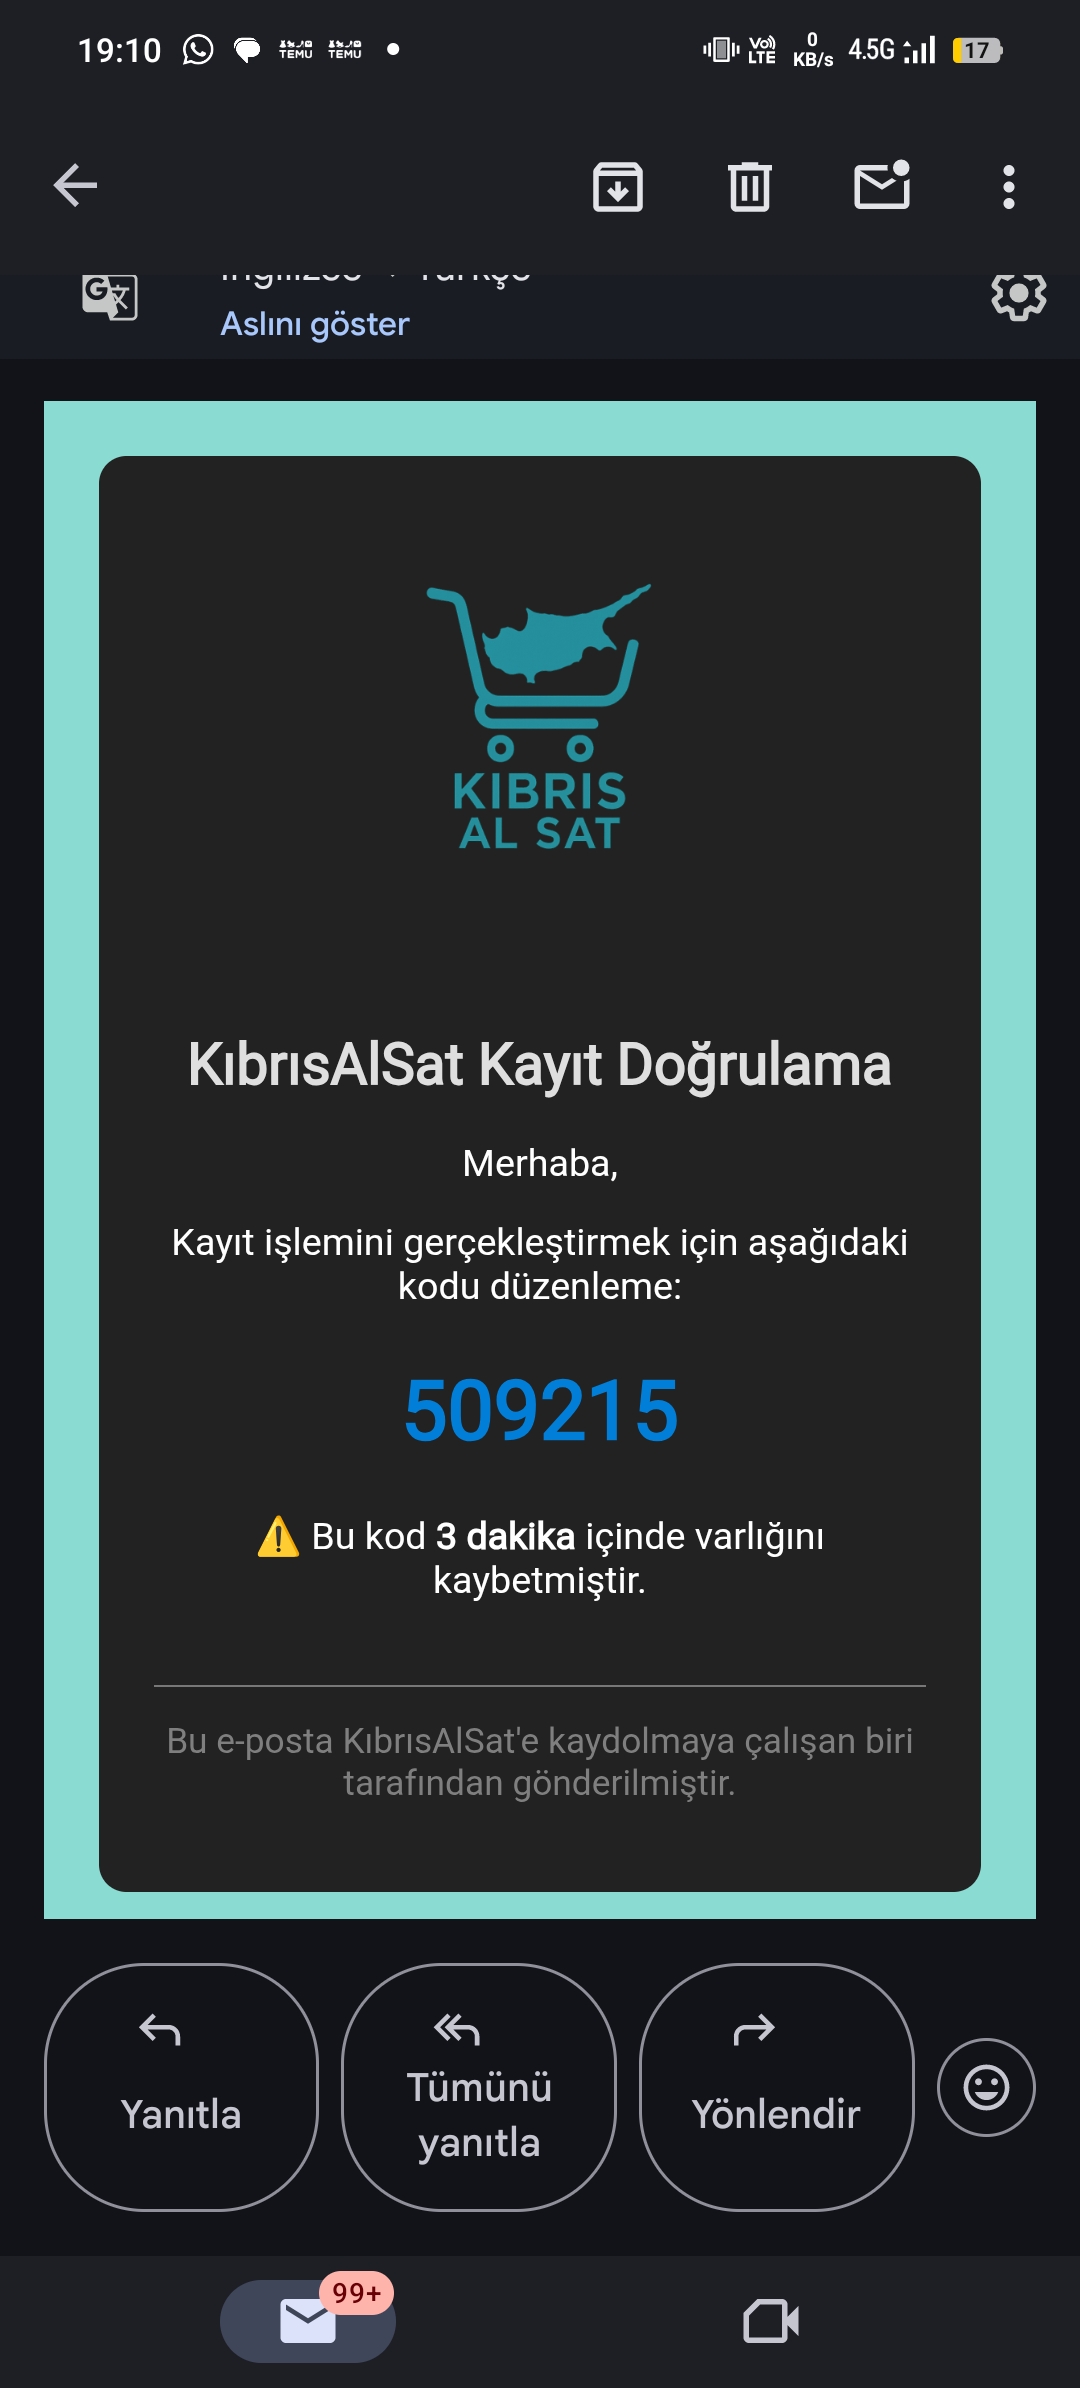 19:10
TEMU TEMU
Vo) LTE
0 KB/s
4.5G
17
Türkçe
Aslını göster
KIBRIS
AL SAT
KıbrısAlSat Kayıt Doğrulama
Merhaba,
Kayıt işlemini gerçekleştirmek için aşağıdaki
kodu düzenleme:
509215
⚠️ Bu kod 3 dakika içinde varlığını
kaybetmiştir.
Bu e-posta KıbrısAlSat'e kaydolmaya çalışan biri
tarafından gönderilmiştir.
Yanıtla
Tümünü
yanıtla
Yönlendir
99+